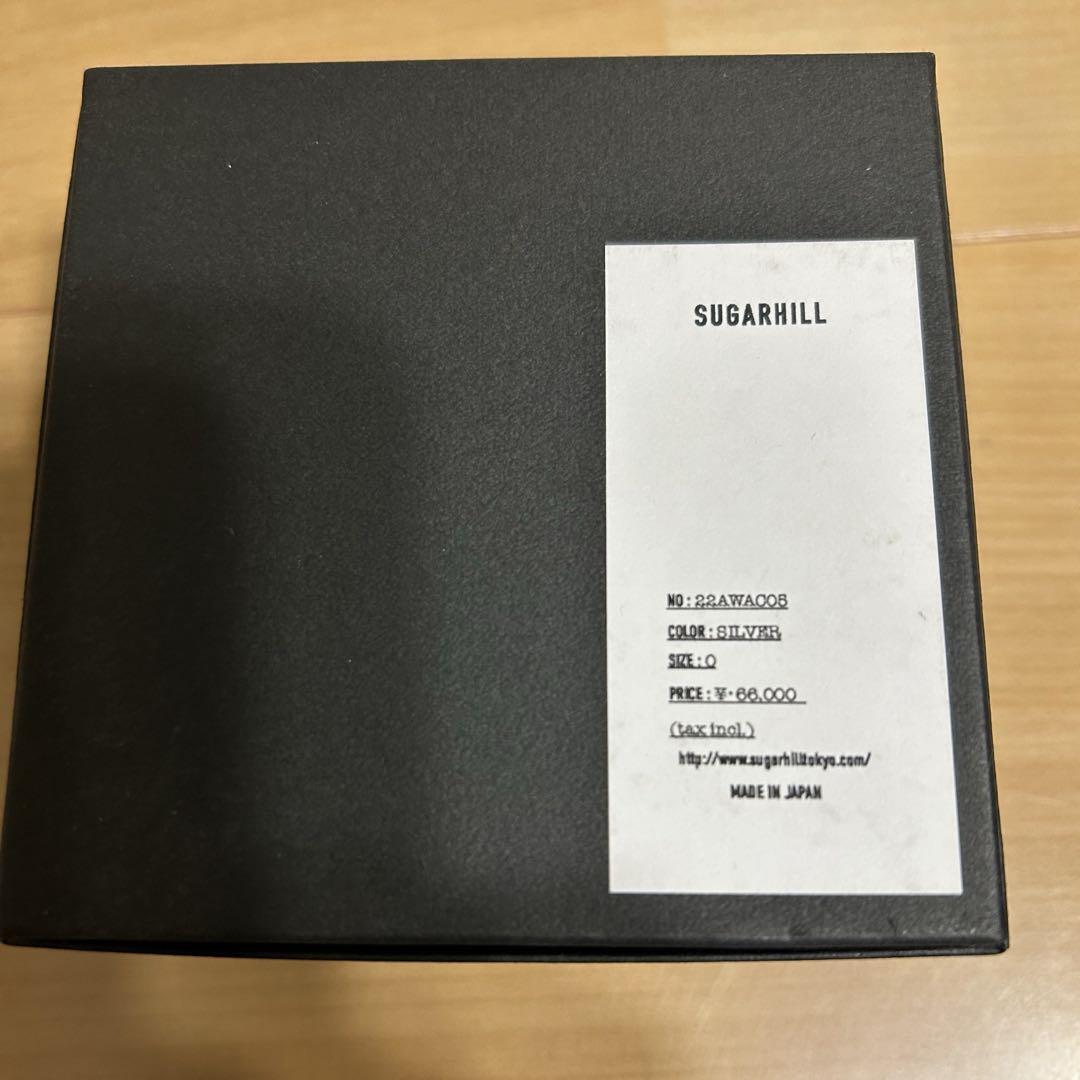 SUGARHILL
NO:22AWAC05
COLOR:SILVER
SIZE:0
PRICE:¥·66,000
(tax incl.)
http://www.sugarhilltokyo.com/
MADE IN JAPAN